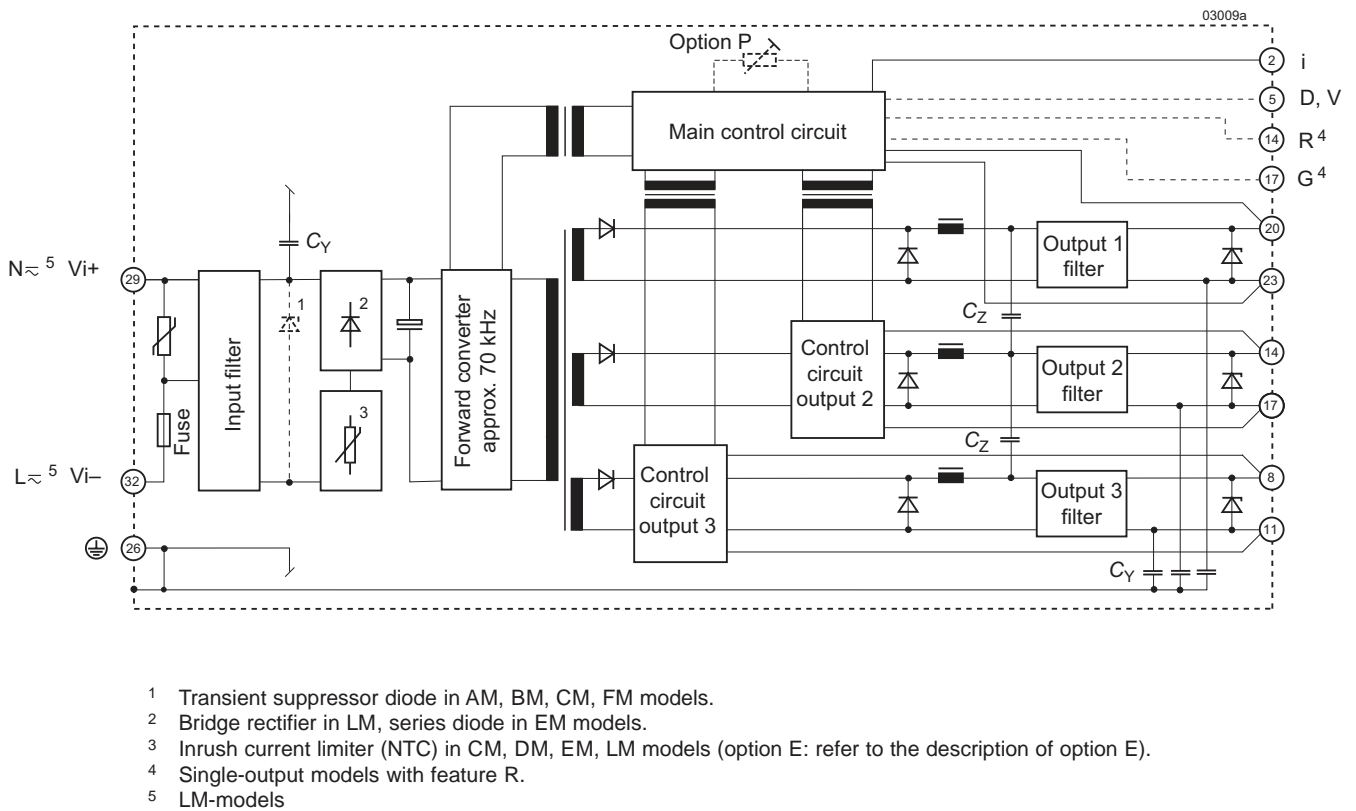 03009a
Option P
2 i
Main control circuit
5 D, V
14 R 4
17 G 4
CY
20
Output 1
filter
N≂ 5 Vi+
29
23
1
2
CZ
Input filter
Forward converter
approx. 70 kHz
Control
circuit
output 2
14
Output 2
filter
17
Fuse
3
CZ
L≂ 5 Vi–
32
Control
circuit
output 3
8
Output 3
filter
11
26
CY
1 Transient suppressor diode in AM, BM, CM, FM models.
2 Bridge rectifier in LM, series diode in EM models.
3 Inrush current limiter (NTC) in CM, DM, EM, LM models (option E: refer to the description of option E).
4 Single-output models with feature R.
5 LM-models